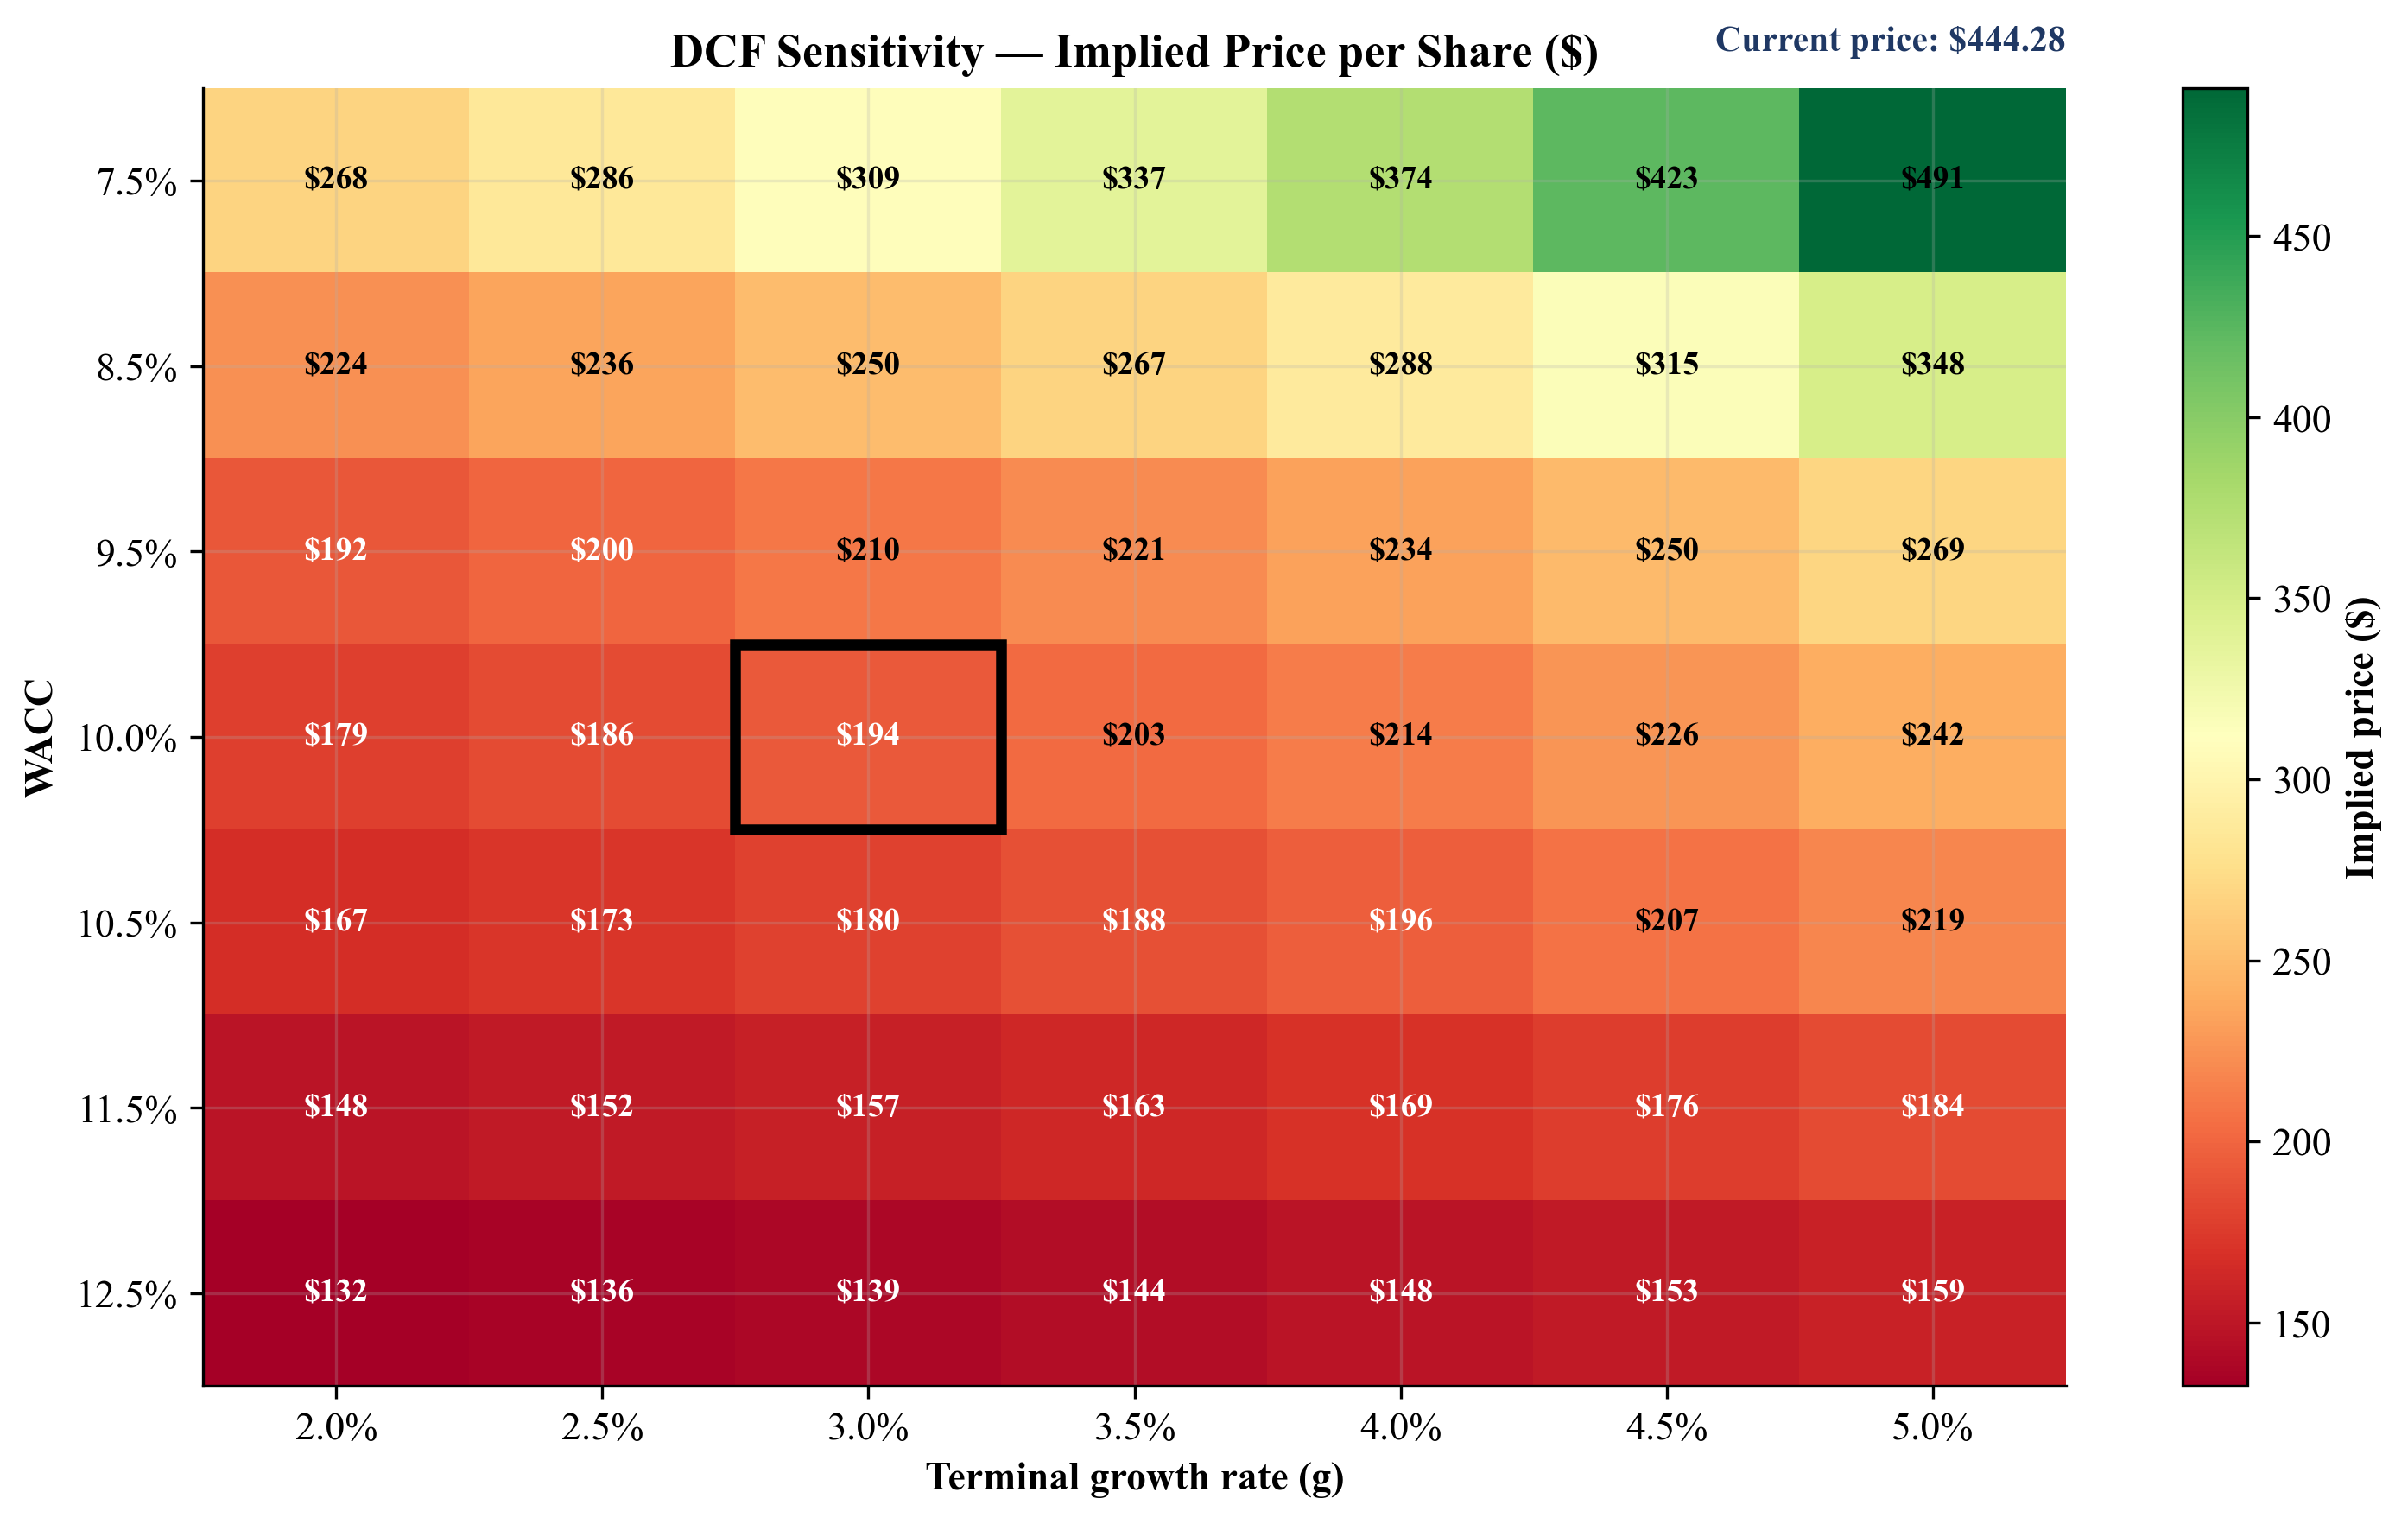 DCF Sensitivity — Implied Price per Share ($)
Current price: $444.28
WACC
7.5% $268 $286 $309 $337 $374 $423 $491
8.5% $224 $236 $250 $267 $288 $315 $348
9.5% $192 $200 $210 $221 $234 $250 $269
10.0% $179 $186 $194 $203 $214 $226 $242
10.5% $167 $173 $180 $188 $196 $207 $219
11.5% $148 $152 $157 $163 $169 $176 $184
12.5% $132 $136 $139 $144 $148 $153 $159
2.0% 2.5% 3.0% 3.5% 4.0% 4.5% 5.0%
Terminal growth rate (g)
450
400
350
300
250
200
150
Implied price ($)